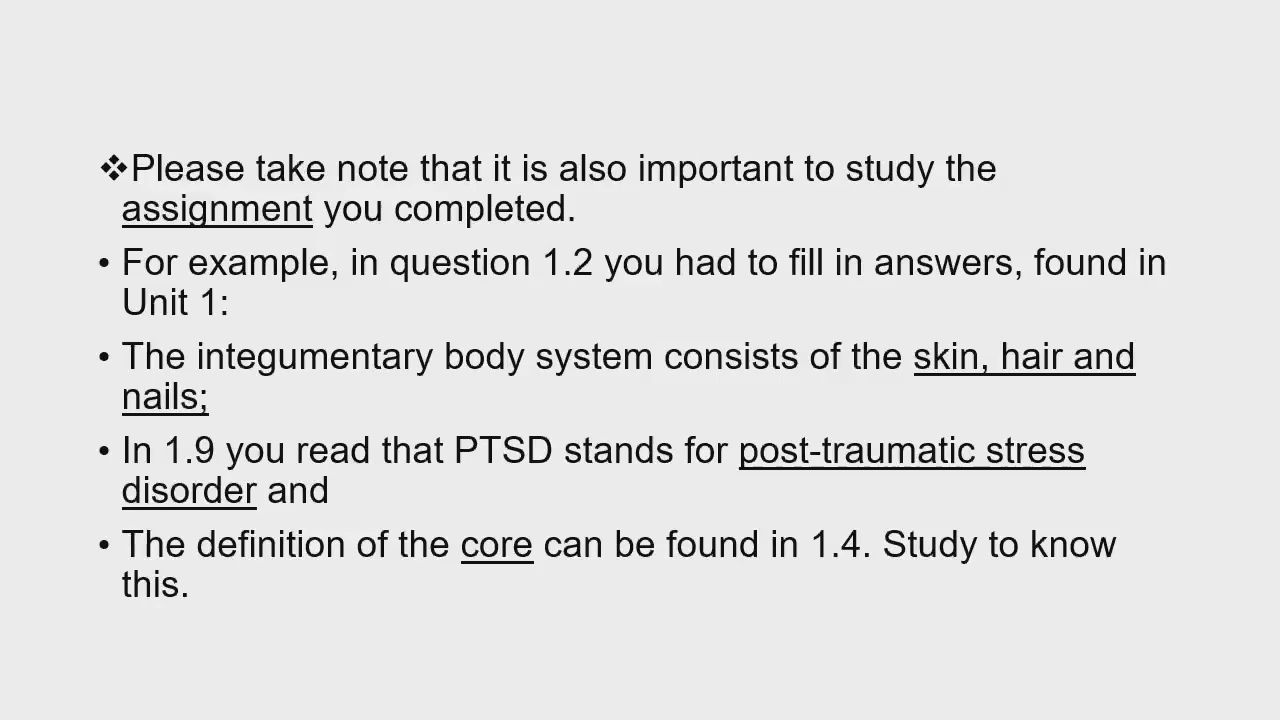 ❖Please take note that it is also important to study the
assignment you completed.
• For example, in question 1.2 you had to fill in answers, found in
Unit 1:
• The integumentary body system consists of the skin, hair and
nails;
• In 1.9 you read that PTSD stands for post-traumatic stress
disorder and
• The definition of the core can be found in 1.4. Study to know
this.